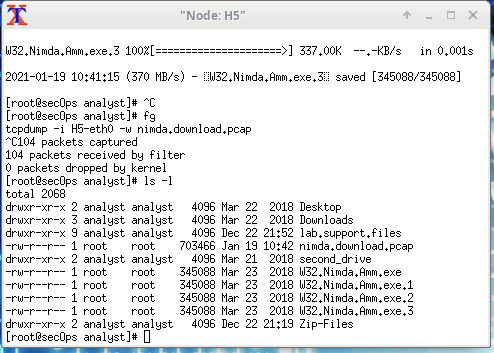 "Node: H5"
W32.Nimda.Amm.exe.3 100%[=====================>] 337.00K  --.-KB/s   in 0.001s
2021-01-19 10:41:15 (370 MB/s) - W32.Nimda.Amm.exe.3 saved [345088/345088]
[root@secOps analyst]# ^C
[root@secOps analyst]# fg
tcpdump -i H5-eth0 -w nimda.download.pcap
^C104 packets captured
104 packets received by filter
0 packets dropped by kernel
[root@secOps analyst]# ls -l
total 2068
drwxr-xr-x 2 analyst analyst   4096 Mar 22  2018 Desktop
drwxr-xr-x 3 analyst analyst   4096 Mar 22  2018 Downloads
drwxr-xr-x 9 analyst analyst   4096 Dec 22 21:52 lab.support.files
-rw-r--r-- 1 root    root    703466 Jan 19 10:42 nimda.download.pcap
drwxr-xr-x 2 analyst analyst   4096 Mar 21  2018 second_drive
-rw-r--r-- 1 root    root    345088 Mar 23  2018 W32.Nimda.Amm.exe
-rw-r--r-- 1 root    root    345088 Mar 23  2018 W32.Nimda.Amm.exe.1
-rw-r--r-- 1 root    root    345088 Mar 23  2018 W32.Nimda.Amm.exe.2
-rw-r--r-- 1 root    root    345088 Mar 23  2018 W32.Nimda.Amm.exe.3
drwxr-xr-x 2 analyst analyst   4096 Dec 22 21:19 Zip-Files
[root@secOps analyst]#